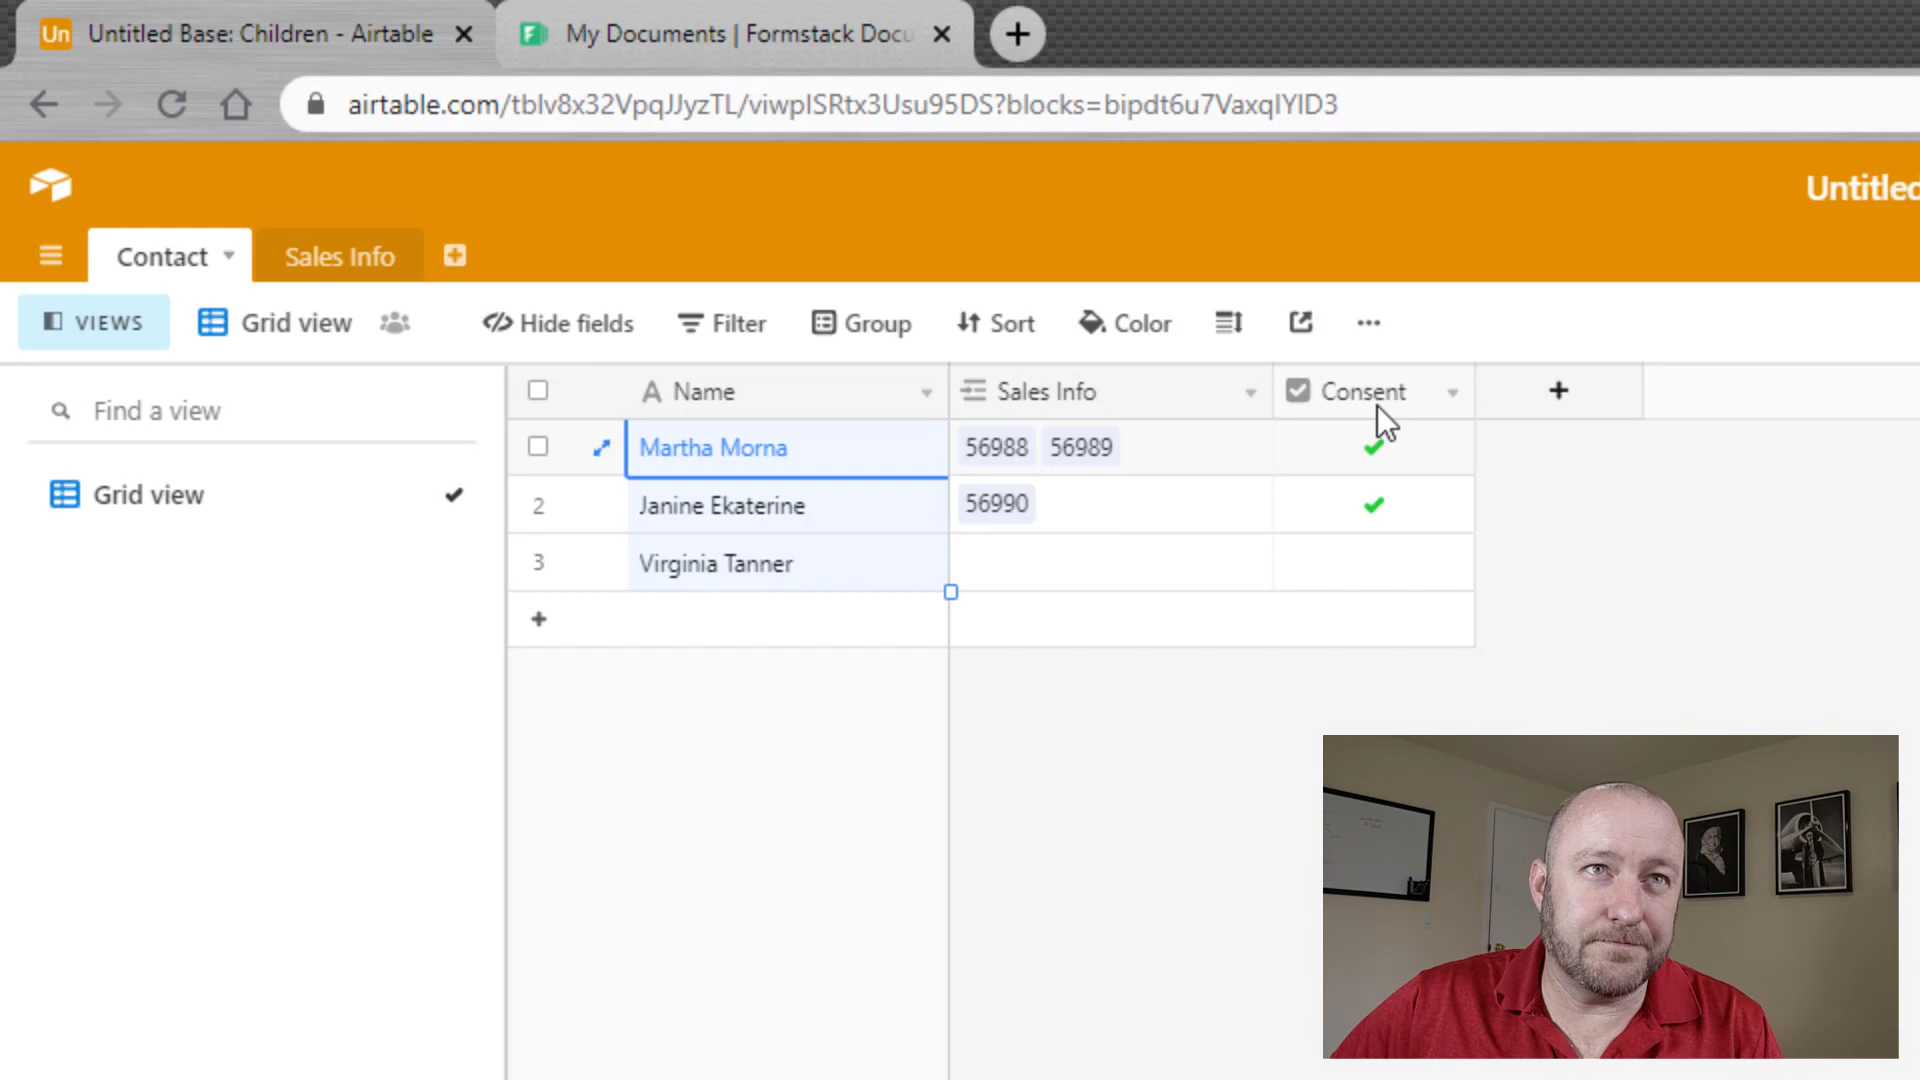 Un Untitled Base: Children - Airtable
My Documents | Formstack Docu
airtable.com/tblv8x32VpqJJyzTL/viwpISRtx3Usu95DS?blocks=bipdt6u7VaxqIYID3
Untitled
Contact Sales Info
VIEWS Grid view Hide fields Filter Group Sort Color
Find a view
Grid view
Name Sales Info Consent
Martha Morna 56988 56989
2 Janine Ekaterine 56990
3 Virginia Tanner